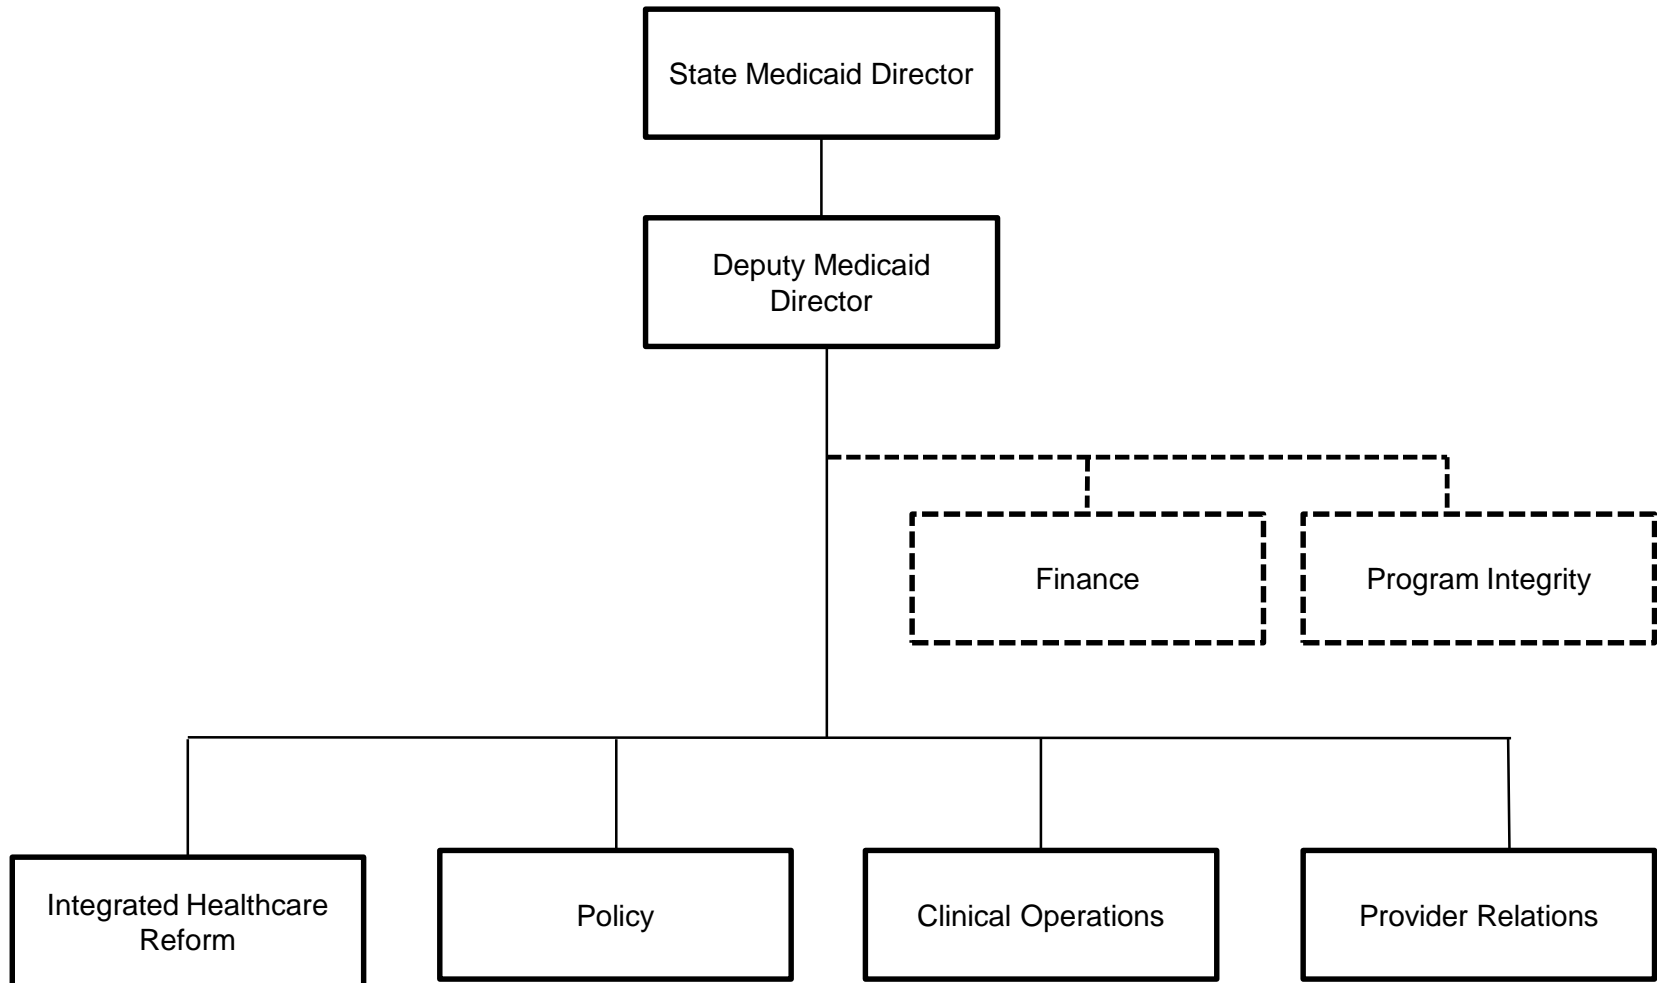 State Medicaid Director
Deputy Medicaid
Director
Finance
Program Integrity
Integrated Healthcare
Reform
Policy
Clinical Operations
Provider Relations